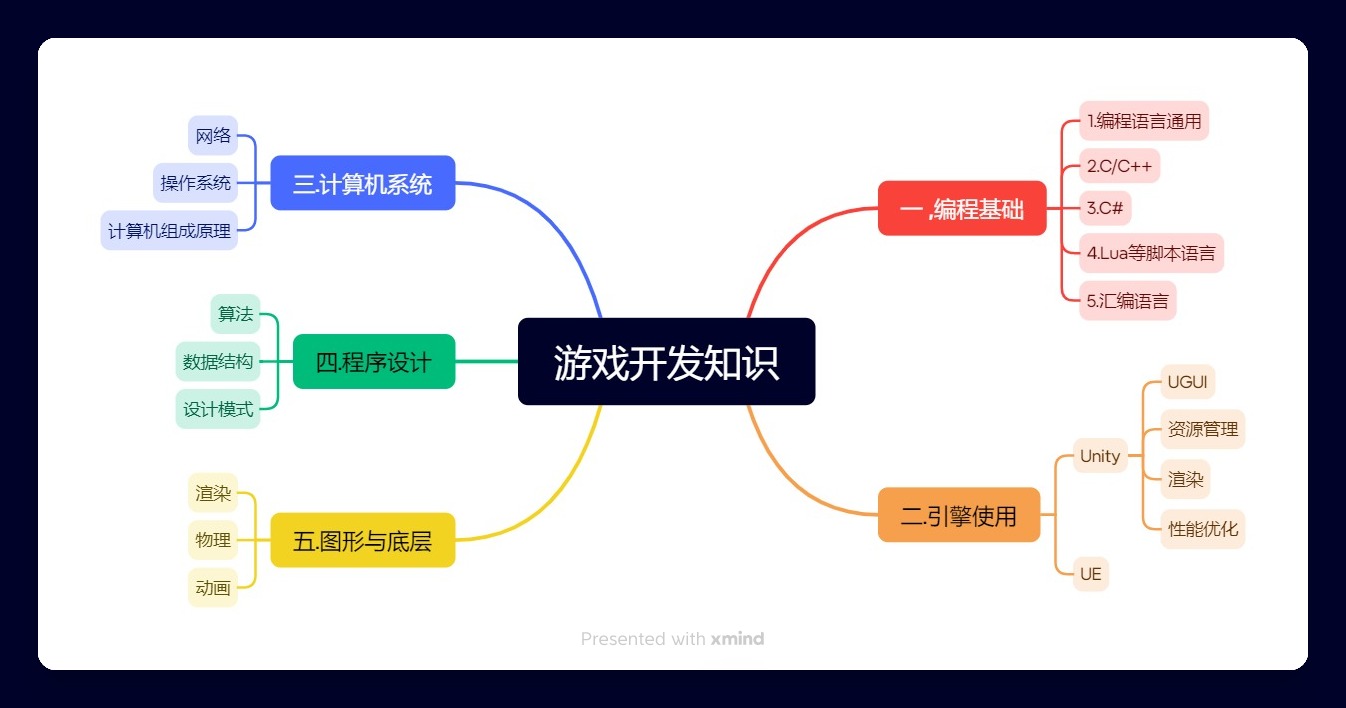 游戏开发知识
一 ,编程基础
1.编程语言通用
2.C/C++
3.C#
4.Lua等脚本语言
5.汇编语言
二.引擎使用
Unity
UGUI
资源管理
渲染
性能优化
UE
三.计算机系统
网络
操作系统
计算机组成原理
四.程序设计
算法
数据结构
设计模式
五.图形与底层
渲染
物理
动画
Presented with xmind